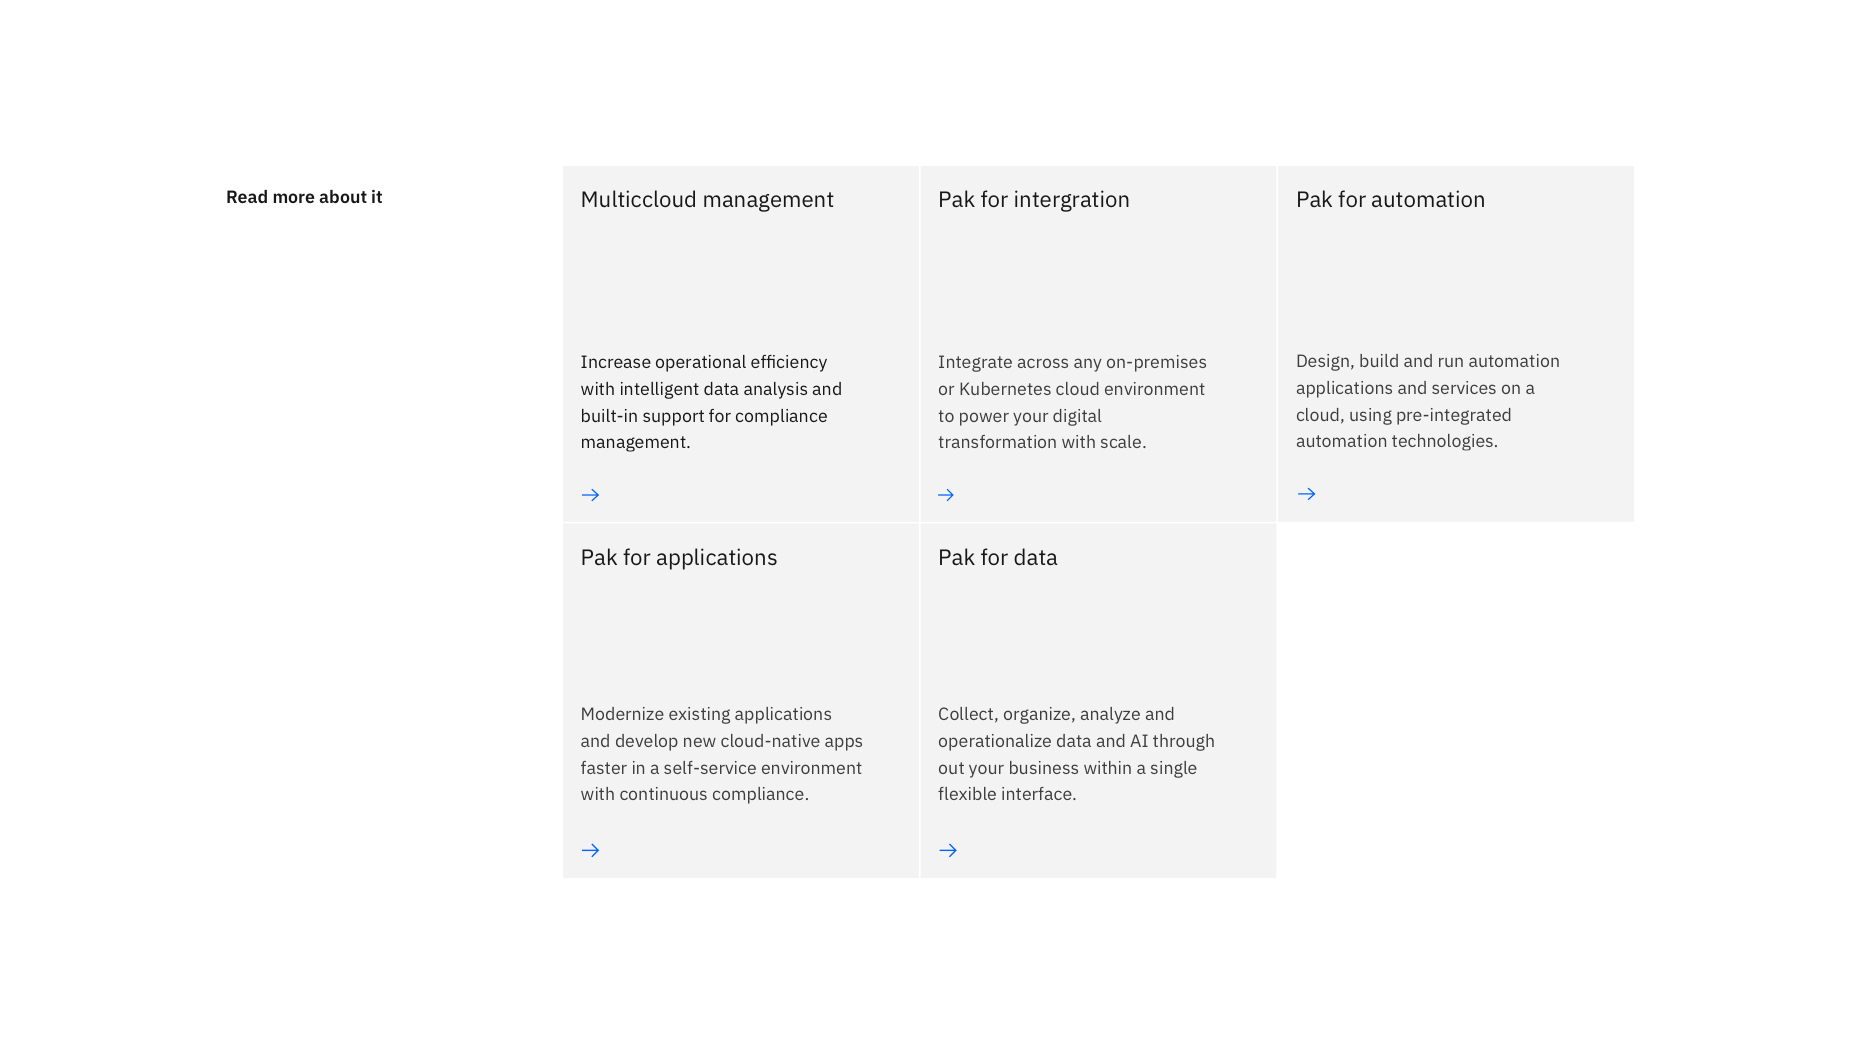 Read more about it
Multiccloud management
Increase operational efficiency
with intelligent data analysis and
built-in support for compliance
management.
Pak for intergration
Integrate across any on-premises
or Kubernetes cloud environment
to power your digital
transformation with scale.
Pak for automation
Design, build and run automation
applications and services on a
cloud, using pre-integrated
automation technologies.
Pak for applications
Modernize existing applications
and develop new cloud-native apps
faster in a self-service environment
with continuous compliance.
Pak for data
Collect, organize, analyze and
operationalize data and AI through
out your business within a single
flexible interface.